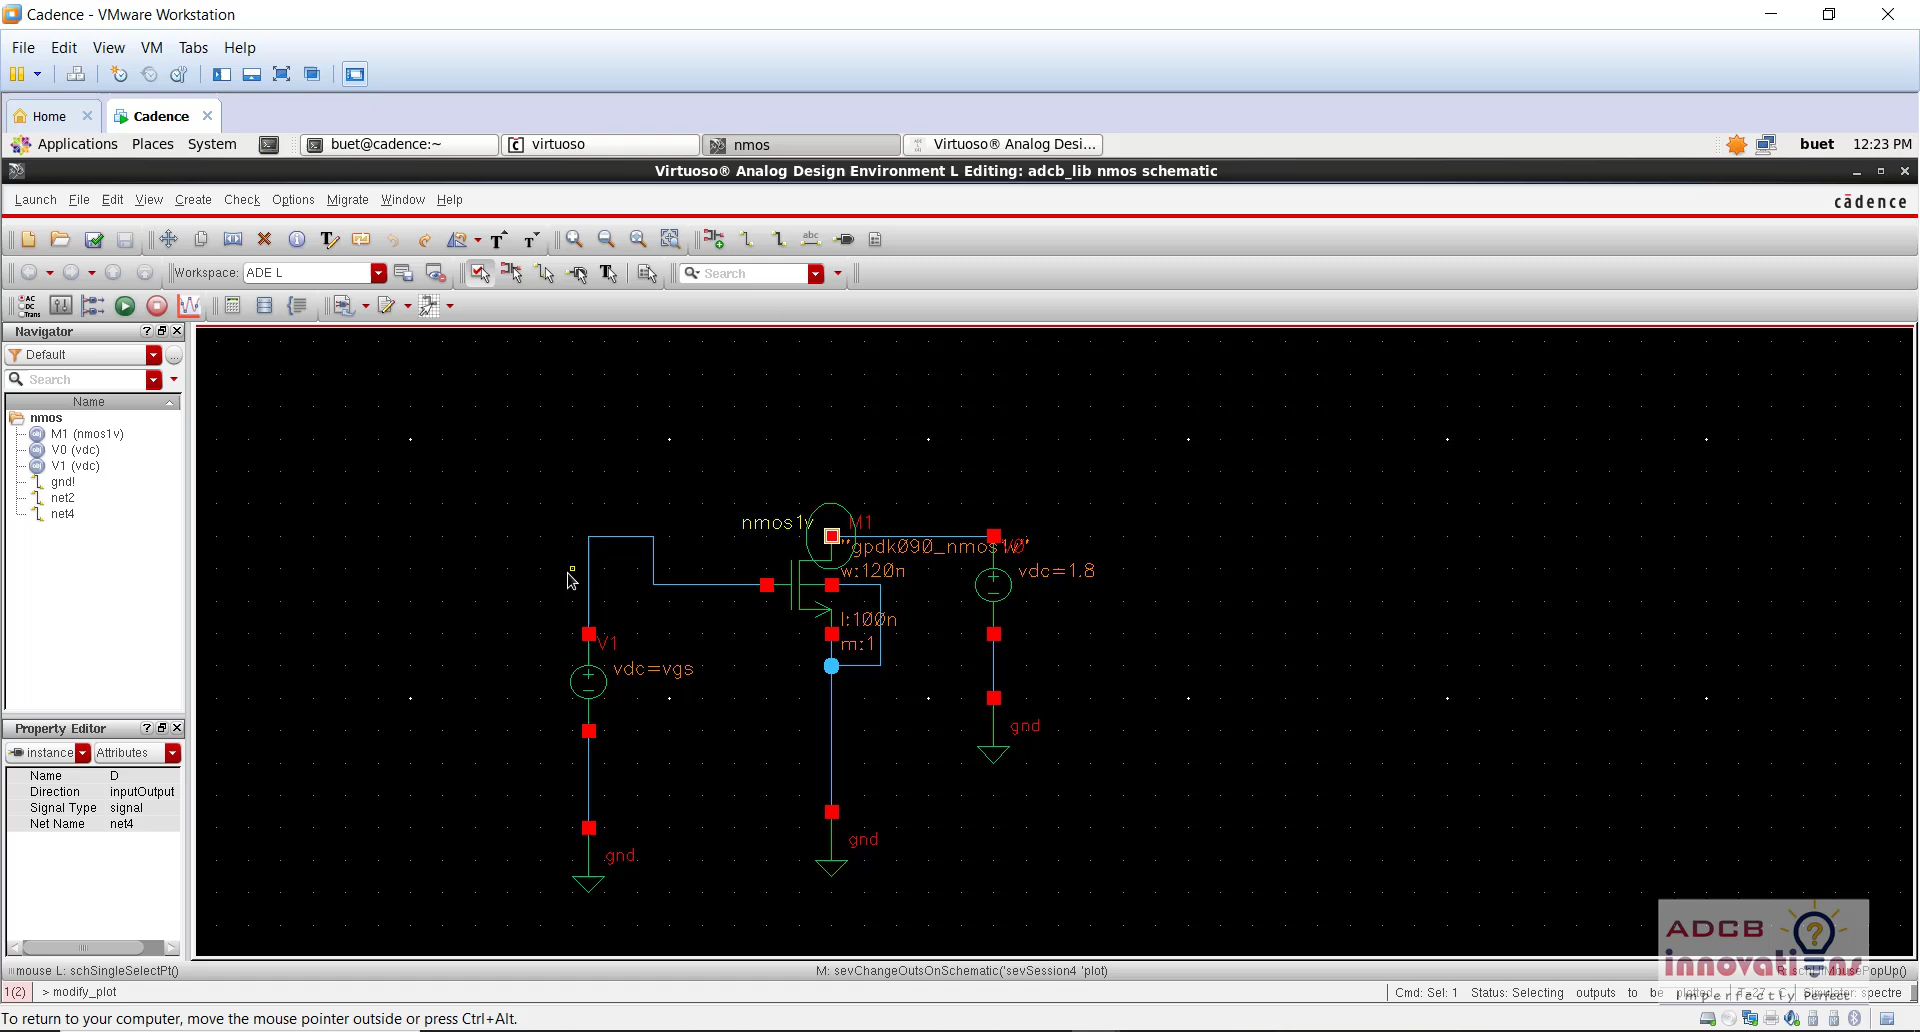 Cadence - VMware Workstation
File Edit View VM Tabs Help
Home Cadence
Applications Places System buet@cadence:~ virtuoso nmos Virtuoso® Analog Desi... buet 12:23 PM
Virtuoso® Analog Design Environment L Editing: adcb_lib nmos schematic
Launch File Edit View Create Check Options Migrate Window Help cādence
Workspace: ADE L Search
AC
DC
Trans
Navigator
Default
Search
Name
nmos
M1 (nmos1v)
V0 (vdc)
V1 (vdc)
gnd!
net2
net4
Property Editor
instance Attributes
Name D
Direction inputOutput
Signal Type signal
Net Name net4
nmos1v M1
"gpdk090_nmos1v"
w:120n vdc=1.8
l:100n
m:1
V1
vdc=vgs
gnd
gnd
gnd
ADCB
innovations
Imperfectly Perfect
mouse L: schSingleSelectPt() M: sevChangeOutsOnSchematic('sevSession4 'plot)
1(2) > modify_plot Cmd: Sel: 1 Status: Selecting outputs to be spectre
To return to your computer, move the mouse pointer outside or press Ctrl+Alt.